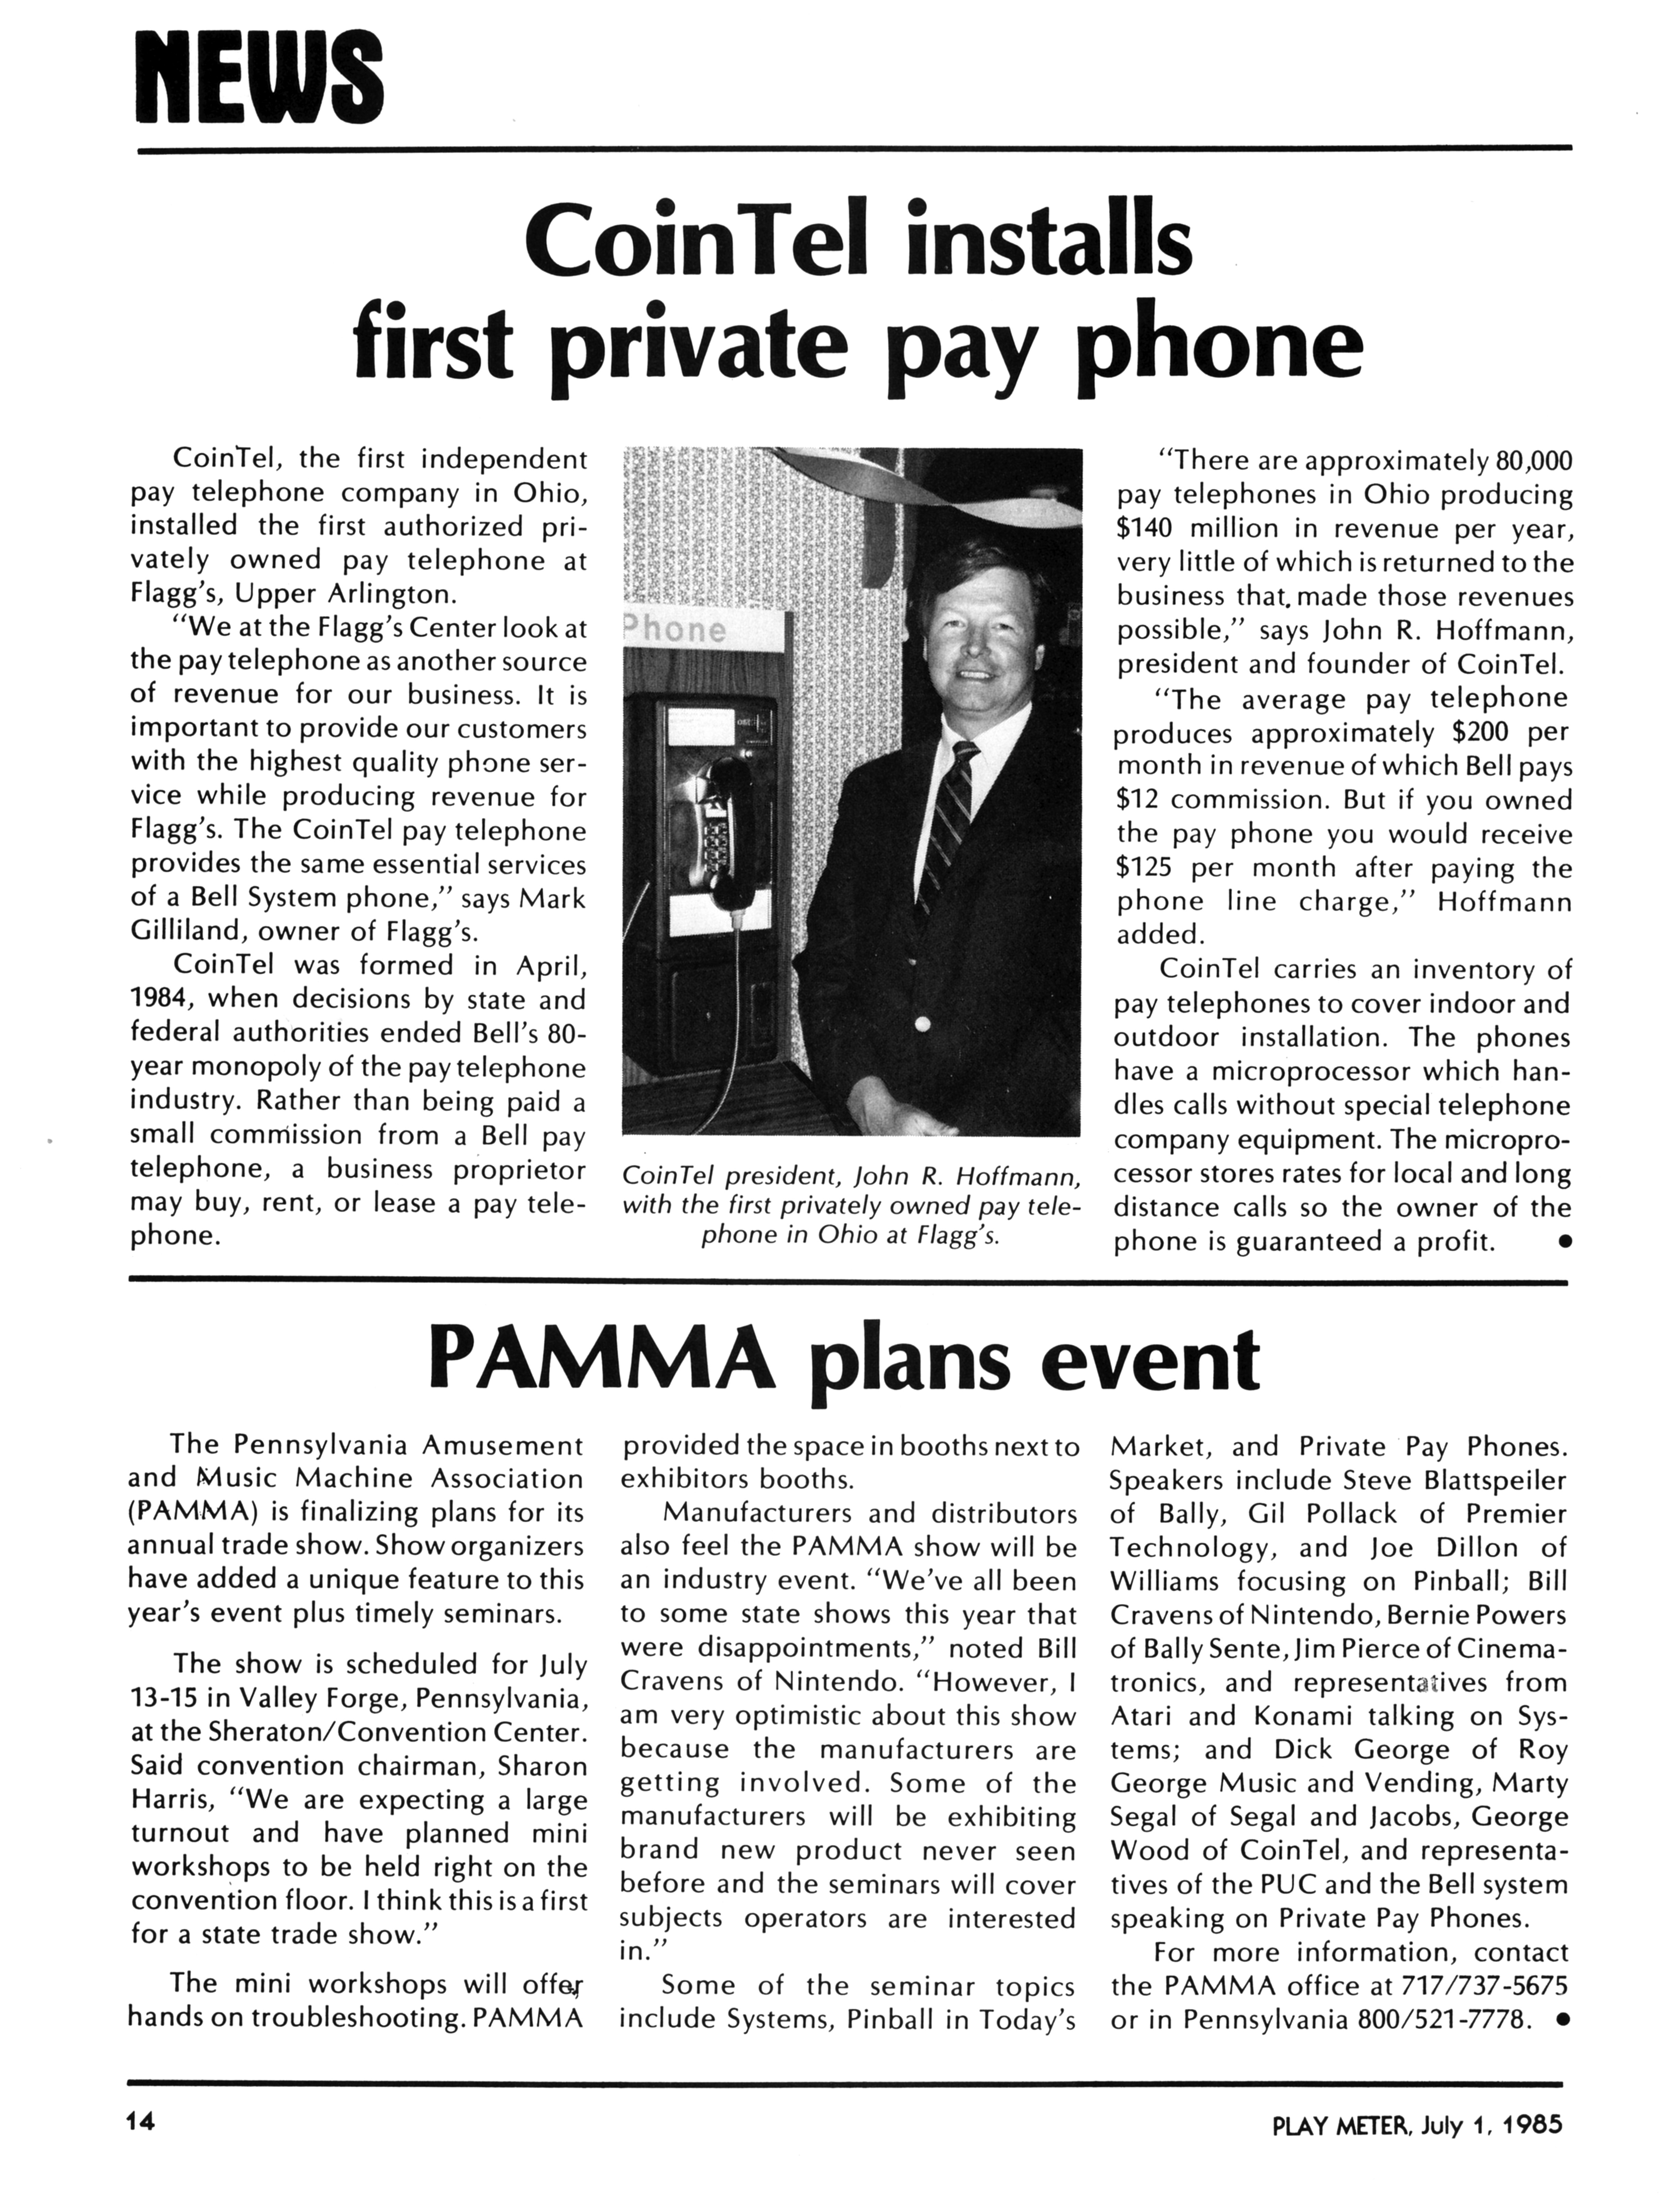 NEWS
CoinTel installs
first private pay phone
CoinTel, the first independent
pay telephone company in Ohio,
installed the first authorized pri-
vately owned pay telephone at
Flagg's, Upper Arlington.
"We at the Flagg's Center look at
the pay telephone as another source
of revenue for our business. It is
important to provide our customers
with the highest quality phone ser-
vice while producing revenue for
Flagg's. The CoinTel pay telephone
provides the same essential services
of a Bell System phone," says Mark
Gilliland, owner of Flagg's.
CoinTel was formed in April,
1984, when decisions by state and
federal authorities ended Bell's 80-
year monopoly of the pay telephone
industry. Rather than being paid a
small commission from a Bell pay
telephone, a business proprietor
may buy, rent, or lease a pay tele-
phone.
Phone
CoinTel president, John R. Hoffmann,
with the first privately owned pay tele-
phone in Ohio at Flagg's.
"There are approximately 80,000
pay telephones in Ohio producing
$140 million in revenue per year,
very little of which is returned to the
business that made those revenues
possible," says John R. Hoffmann,
president and founder of CoinTel.
"The average pay telephone
produces approximately $200 per
month in revenue of which Bell pays
$12 commission. But if you owned
the pay phone you would receive
$125 per month after paying the
phone line charge," Hoffmann
added.
CoinTel carries an inventory of
pay telephones to cover indoor and
outdoor installation. The phones
have a microprocessor which han-
dles calls without special telephone
company equipment. The micropro-
cessor stores rates for local and long
distance calls so the owner of the
phone is guaranteed a profit. •
PAMMA plans event
The Pennsylvania Amusement
and Music Machine Association
(PAMMA) is finalizing plans for its
annual trade show. Show organizers
have added a unique feature to this
year's event plus timely seminars.
The show is scheduled for July
13-15 in Valley Forge, Pennsylvania,
at the Sheraton/Convention Center.
Said convention chairman, Sharon
Harris, "We are expecting a large
turnout and have planned mini
workshops to be held right on the
convention floor. I think this is a first
for a state trade show."
The mini workshops will offer
hands on troubleshooting. PAMMA
provided the space in booths next to
exhibitors booths.
Manufacturers and distributors
also feel the PAMMA show will be
an industry event. "We've all been
to some state shows this year that
were disappointments," noted Bill
Cravens of Nintendo. "However, I
am very optimistic about this show
because the manufacturers are
getting involved. Some of the
manufacturers will be exhibiting
brand new product never seen
before and the seminars will cover
subjects operators are interested
in."
Some of the seminar topics
include Systems, Pinball in Today's
Market, and Private Pay Phones.
Speakers include Steve Blattspeiler
of Bally, Gil Pollack of Premier
Technology, and Joe Dillon of
Williams focusing on Pinball; Bill
Cravens of Nintendo, Bernie Powers
of Bally Sente, Jim Pierce of Cinema-
tronics, and representatives from
Atari and Konami talking on Sys-
tems; and Dick George of Roy
George Music and Vending, Marty
Segal of Segal and Jacobs, George
Wood of CoinTel, and representa-
tives of the PUC and the Bell system
speaking on Private Pay Phones.
For more information, contact
the PAMMA office at 717/737-5675
or in Pennsylvania 800/521-7778. •
14
PLAY METER, July 1, 1985